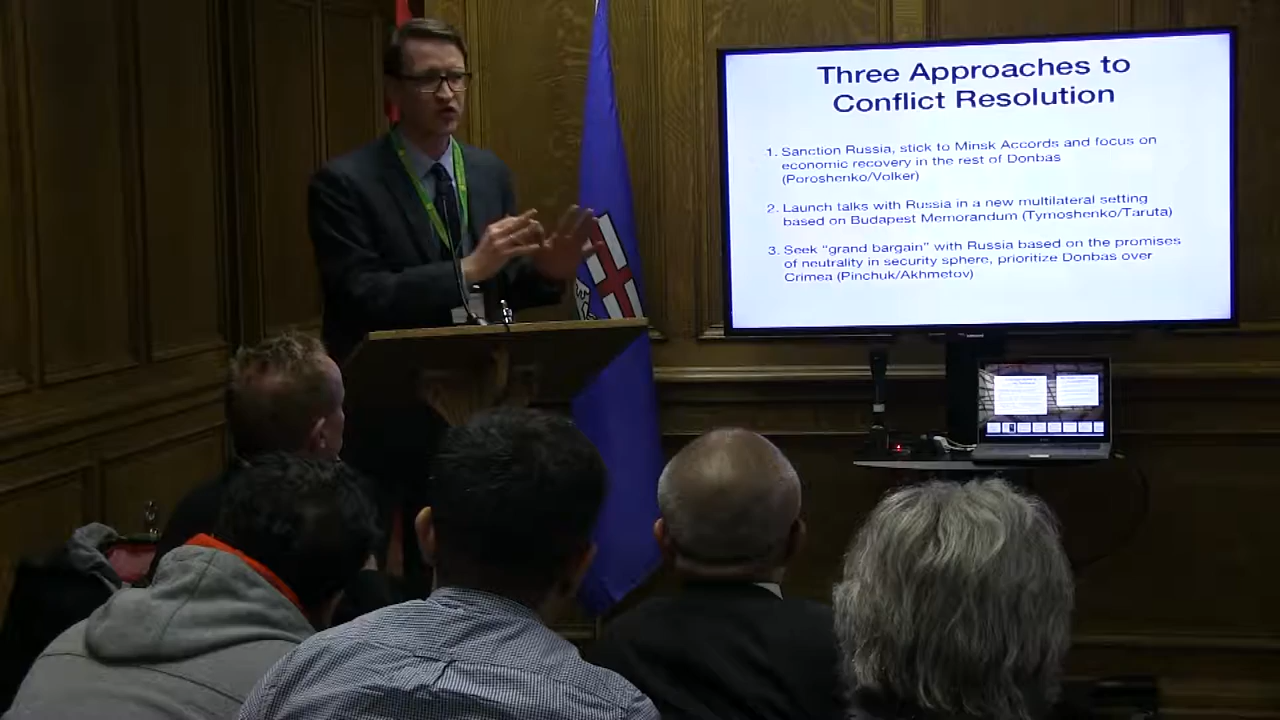 Three Approaches to
Conflict Resolution
1. Sanction Russia, stick to Minsk Accords and focus on
economic recovery in the rest of Donbas
(Poroshenko/Volker)
2. Launch talks with Russia in a new multilateral setting
based on Budapest Memorandum (Tymoshenko/Taruta)
3. Seek “grand bargain” with Russia based on the promises
of neutrality in security sphere, prioritize Donbas over
Crimea (Pinchuk/Akhmetov)